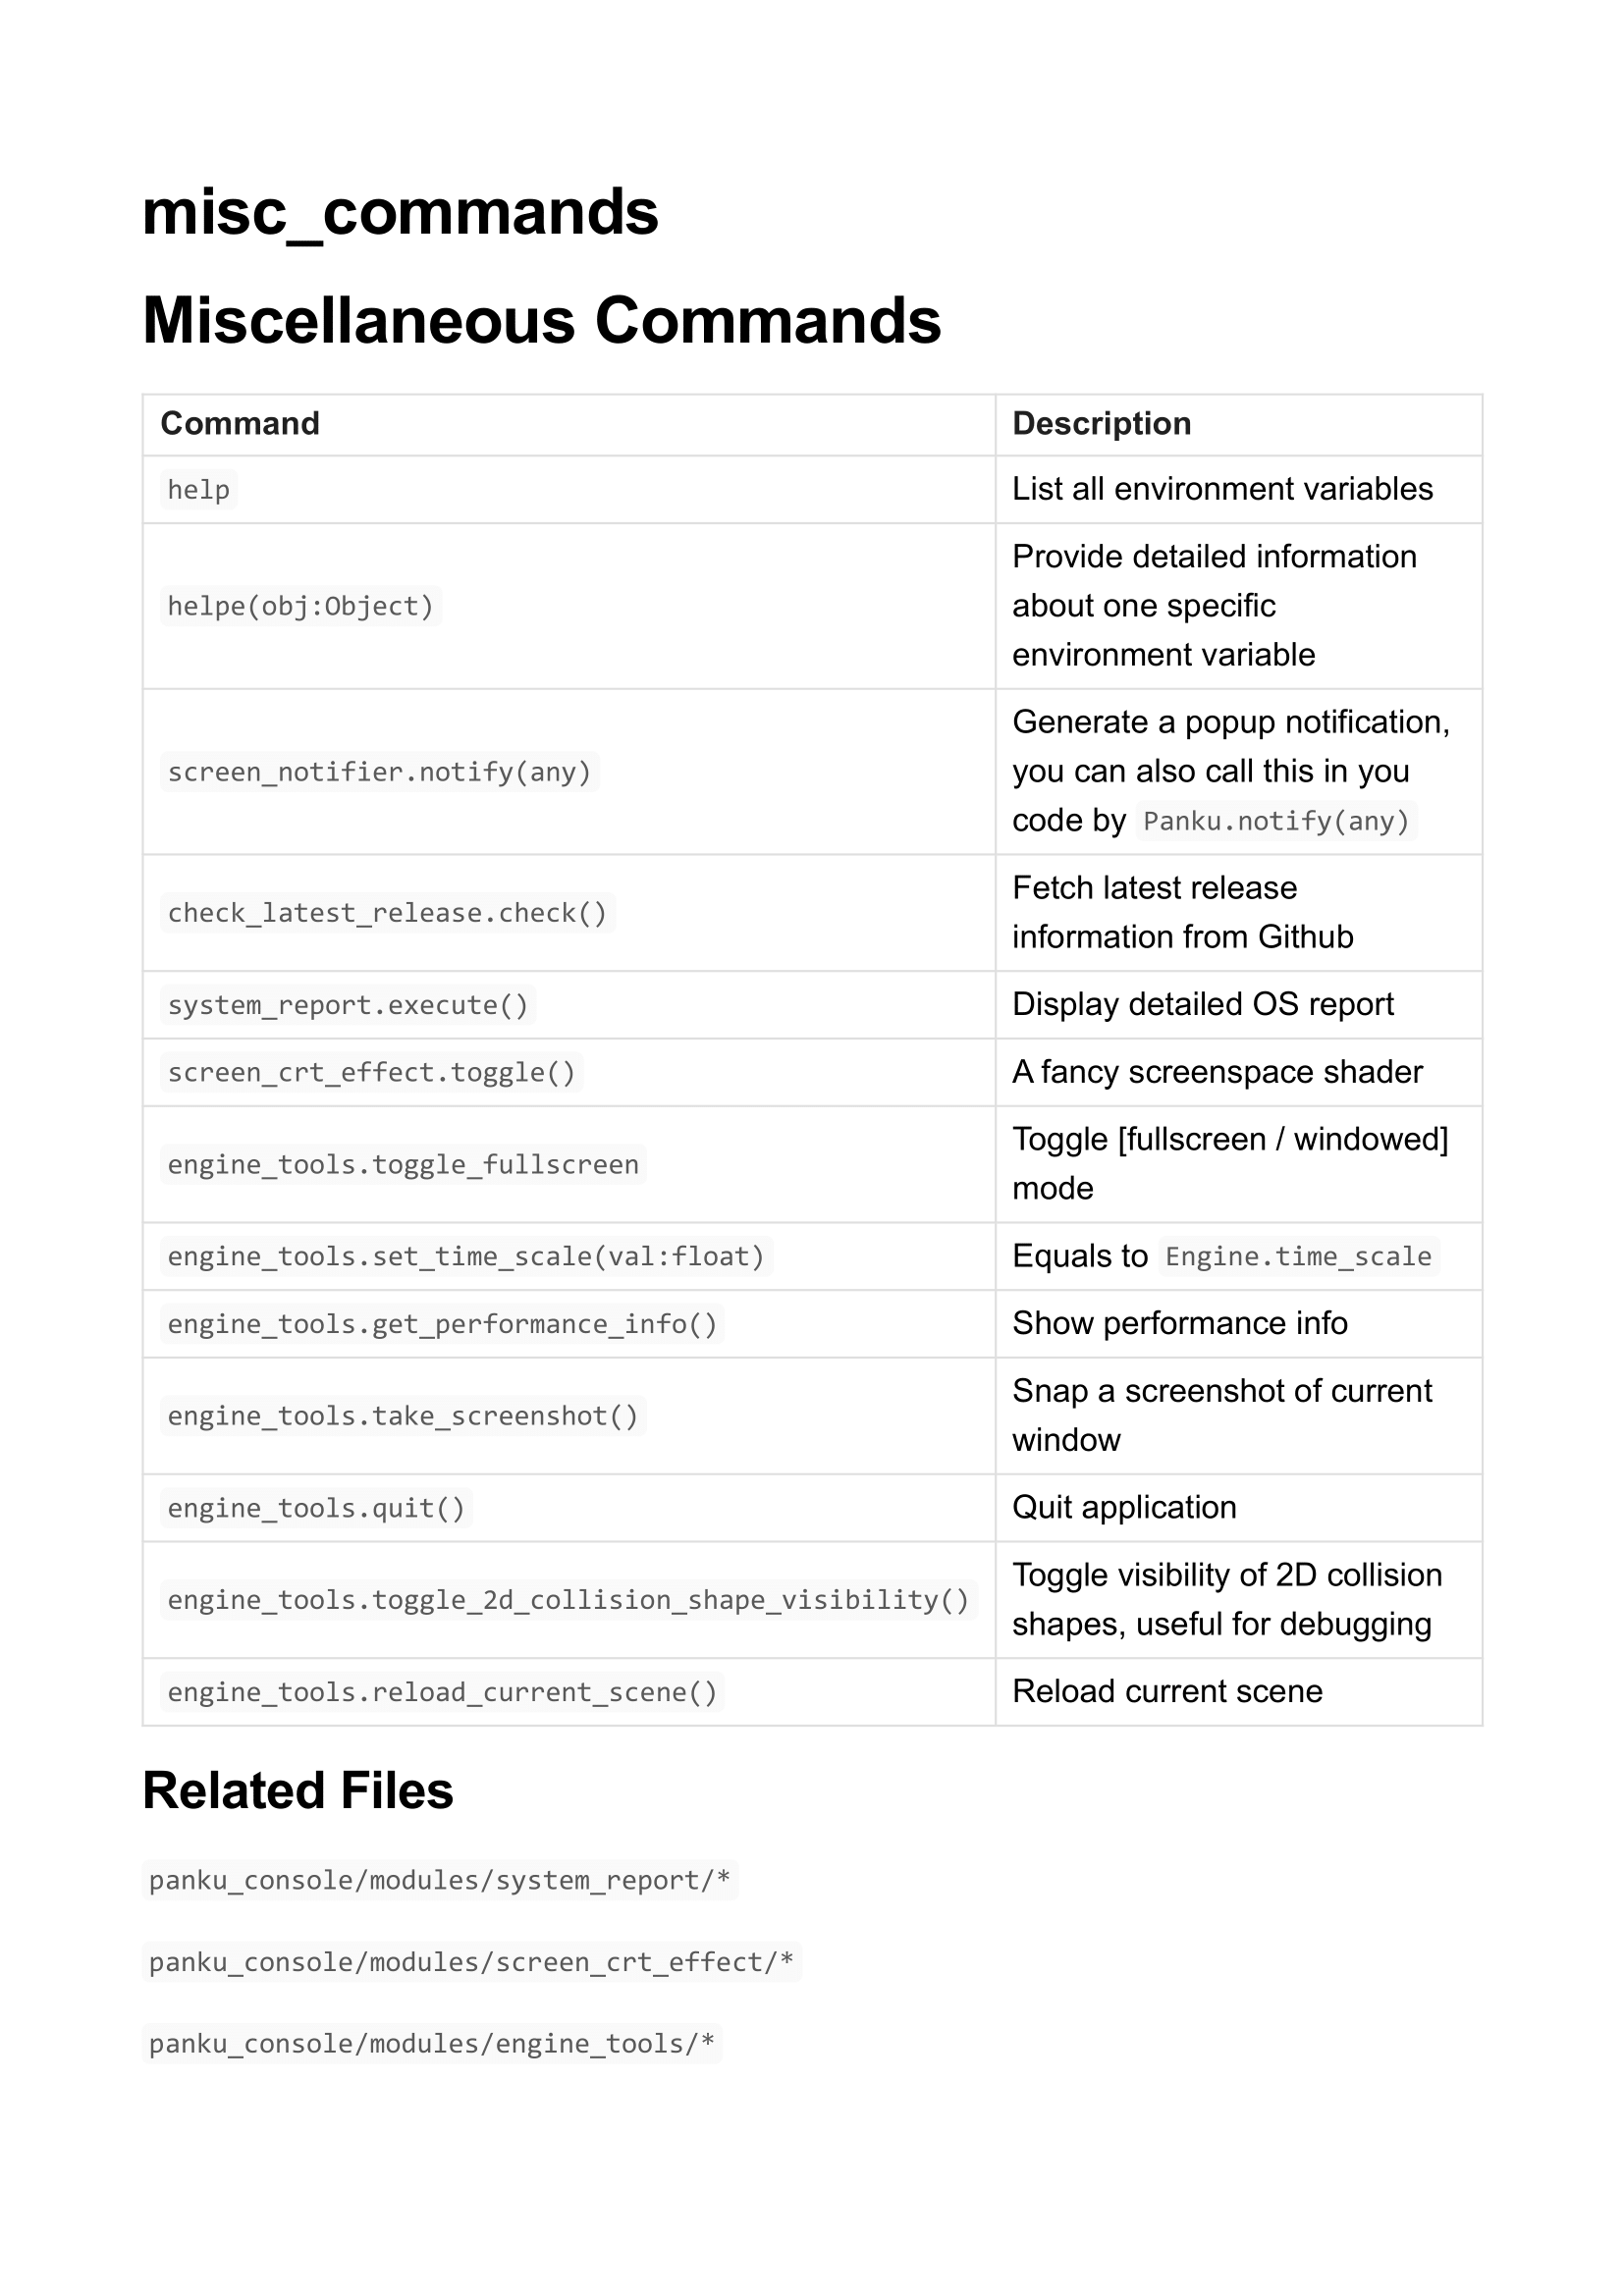 misc_commands
Miscellaneous Commands
Command Description
help List all environment variables
helpe(obj:Object) Provide detailed information
about one specific
environment variable
screen_notifier.notify(any) Generate a popup notification,
you can also call this in you
code by Panku.notify(any)
check_latest_release.check() Fetch latest release
information from Github
system_report.execute() Display detailed OS report
screen_crt_effect.toggle() A fancy screenspace shader
engine_tools.toggle_fullscreen Toggle [fullscreen / windowed]
mode
engine_tools.set_time_scale(val:float) Equals to Engine.time_scale
engine_tools.get_performance_info() Show performance info
engine_tools.take_screenshot() Snap a screenshot of current
window
engine_tools.quit() Quit application
engine_tools.toggle_2d_collision_shape_visibility() Toggle visibility of 2D collision
shapes, useful for debugging
engine_tools.reload_current_scene() Reload current scene
Related Files
panku_console/modules/system_report/*
panku_console/modules/screen_crt_effect/*
panku_console/modules/engine_tools/*